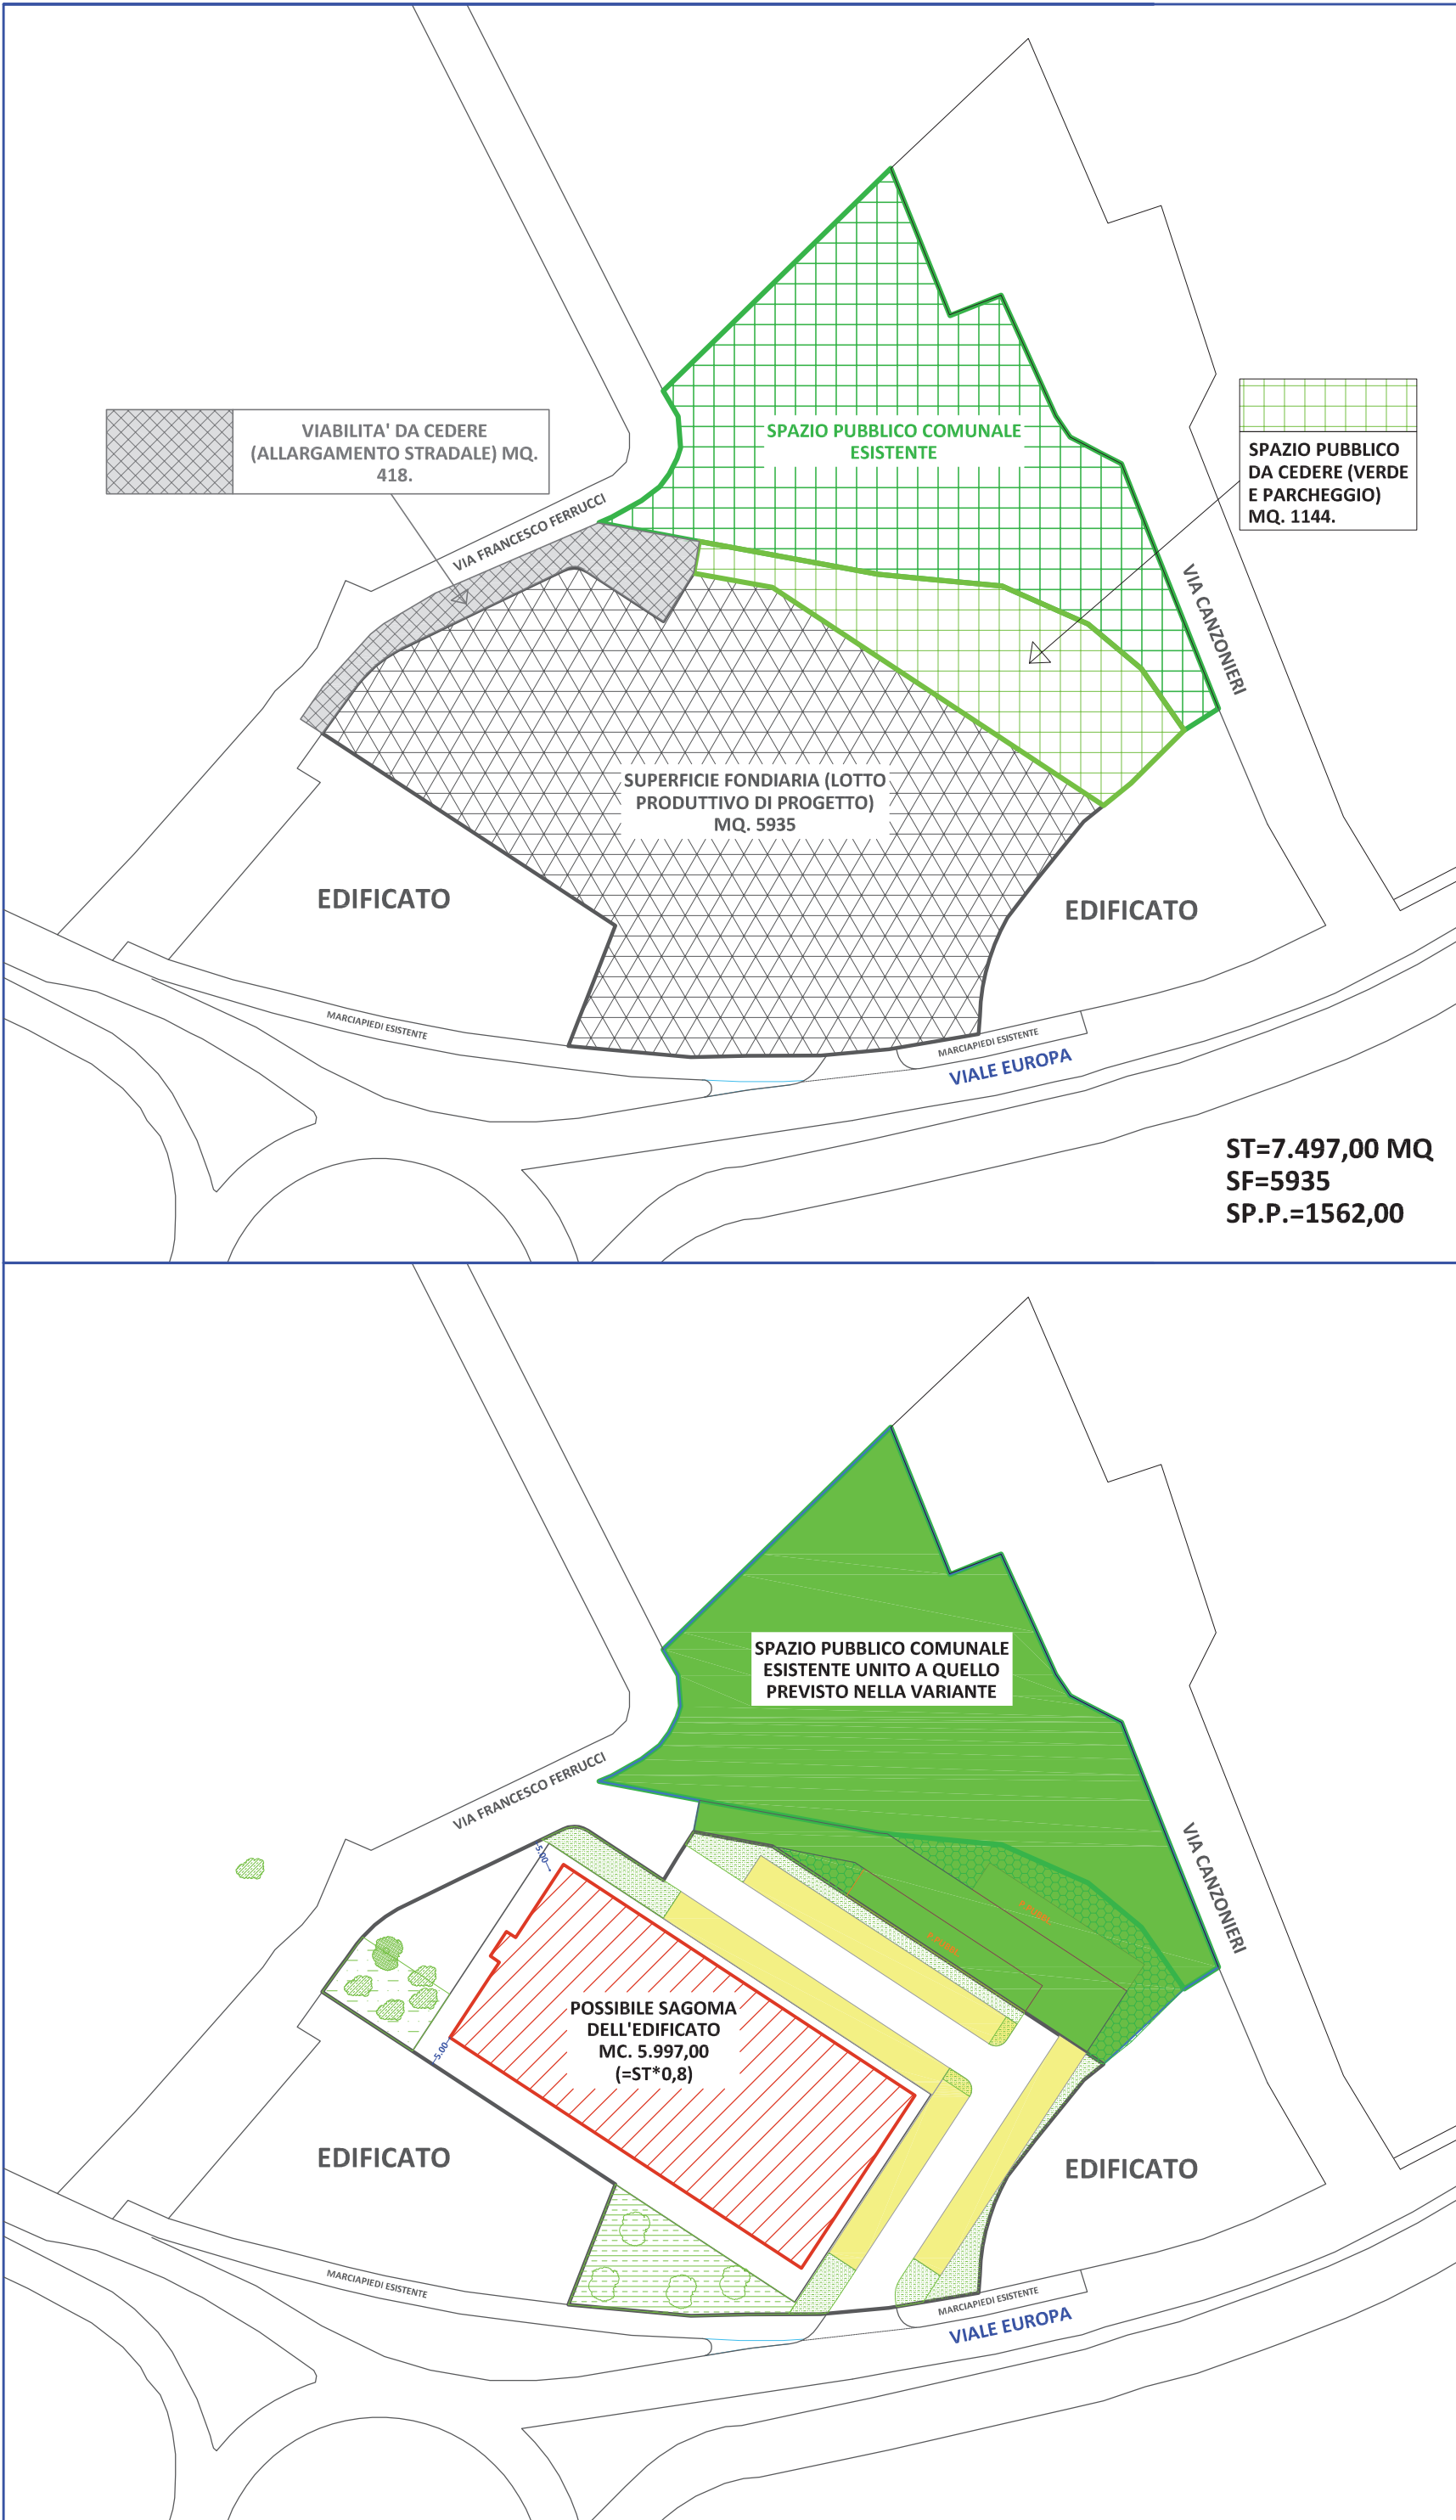 VIABILITA' DA CEDERE
(ALLARGAMENTO STRADALE) MQ.
418.
SPAZIO PUBBLICO COMUNALE
ESISTENTE
SPAZIO PUBBLICO
DA CEDERE (VERDE
E PARCHEGGIO)
MQ. 1144.
VIA FRANCESCO FERRUCCI
VIA CANZONIERI
SUPERFICIE FONDIARIA (LOTTO
PRODUTTIVO DI PROGETTO)
MQ. 5935
EDIFICATO
EDIFICATO
MARCIAPIEDI ESISTENTE
MARCIAPIEDI ESISTENTE
VIALE EUROPA
ST=7.497,00 MQ
SF=5935
SP.P.=1562,00
SPAZIO PUBBLICO COMUNALE
ESISTENTE UNITO A QUELLO
PREVISTO NELLA VARIANTE
VIA FRANCESCO FERRUCCI
VIA CANZONIERI
5.00
POSSIBILE SAGOMA
DELL'EDIFICATO
MC. 5.997,00
(=ST*0,8)
5.00
EDIFICATO
EDIFICATO
MARCIAPIEDI ESISTENTE
MARCIAPIEDI ESISTENTE
VIALE EUROPA